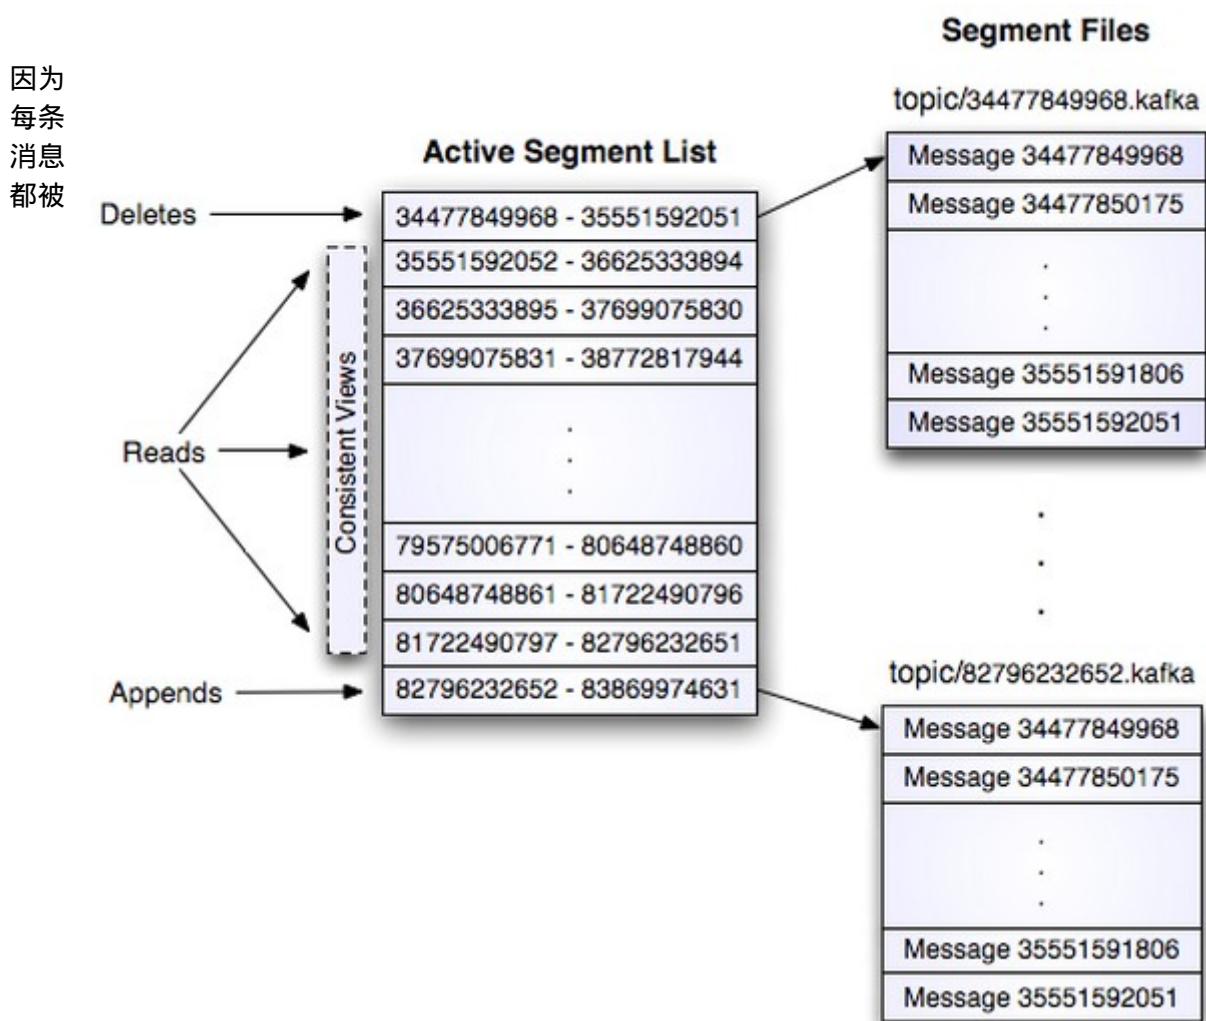 因为
每条
消息
都被
Deletes
Reads
Appends
Consistent Views
Active Segment List
34477849968 - 35551592051
35551592052 - 36625333894
36625333895 - 37699075830
37699075831 - 38772817944
.
.
.
79575006771 - 80648748860
80648748861 - 81722490796
81722490797 - 82796232651
82796232652 - 83869974631
Segment Files
topic/34477849968.kafka
Message 34477849968
Message 34477850175
.
.
.
Message 35551591806
Message 35551592051
.
.
.
topic/82796232652.kafka
Message 34477849968
Message 34477850175
.
.
.
Message 35551591806
Message 35551592051